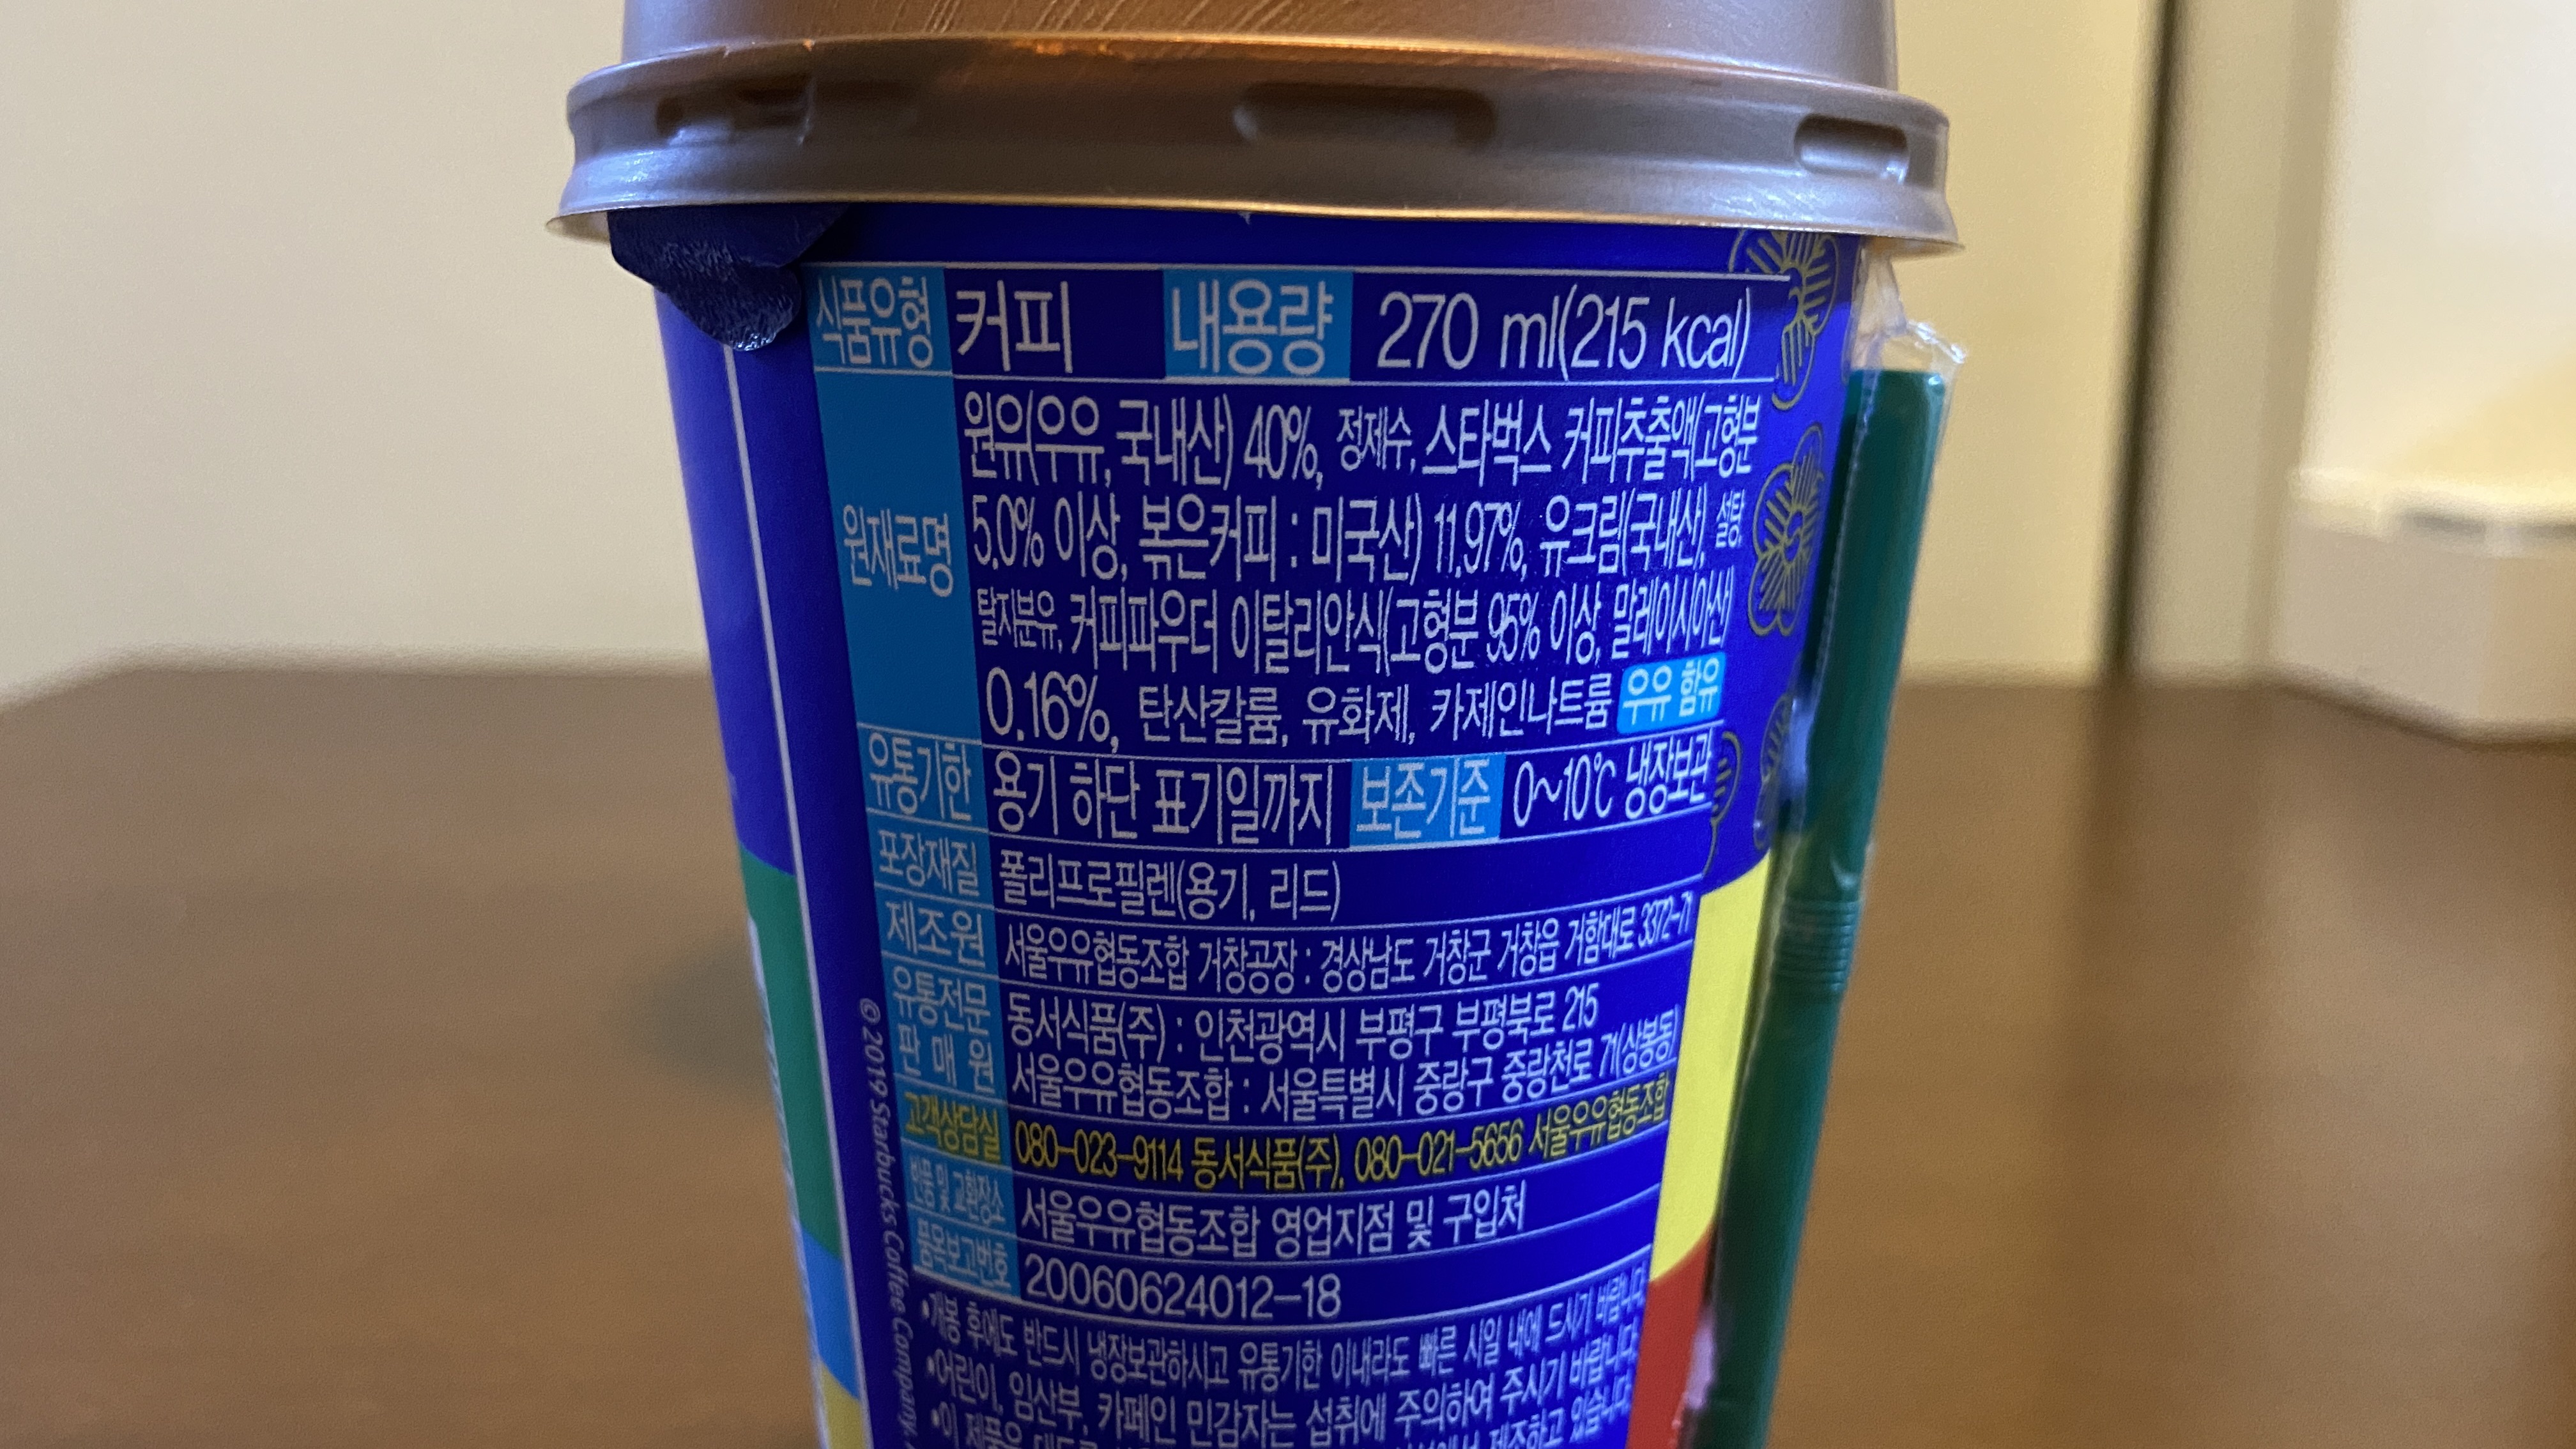 식품유형 커피 내용량 270 ml(215 kcal)
원재료명
원유(우유, 국내산) 40%, 정제수, 스타벅스 커피추출액(고형분
5.0% 이상, 볶은커피 : 미국산) 11.97%, 유크림(국내산), 설탕,
탈지분유, 커피파우더 이탈리안식(고형분 95% 이상, 말레이시아산)
0.16%, 탄산칼륨, 유화제, 카제인나트륨 우유 함유
유통기한 용기 하단 표기일까지 보존기준 0~10℃ 냉장보관
포장재질 폴리프로필렌(용기, 리드)
제조원 서울우유협동조합 거창공장 : 경상남도 거창군 거창읍 거함대로 3372-71
유통전문
판 매 원
동서식품(주) : 인천광역시 부평구 부평북로 215
서울우유협동조합 : 서울특별시 중랑구 중랑천로 71(상봉동)
고객상담실 080-023-9114 동서식품(주), 080-021-5656 서울우유협동조합
반품 및 교환장소 서울우유협동조합 영업지점 및 구입처
품목보고번호 20060624012-18
•개봉 후에도 반드시 냉장보관하시고 유통기한 이내라도 빠른 시일 내에 드시기 바랍니다.
•어린이, 임산부, 카페인 민감자는 섭취에 주의하여 주시기 바랍니다.
•이 제품은 제조하고 있습니다.
© 2019 Starbucks Coffee Company.